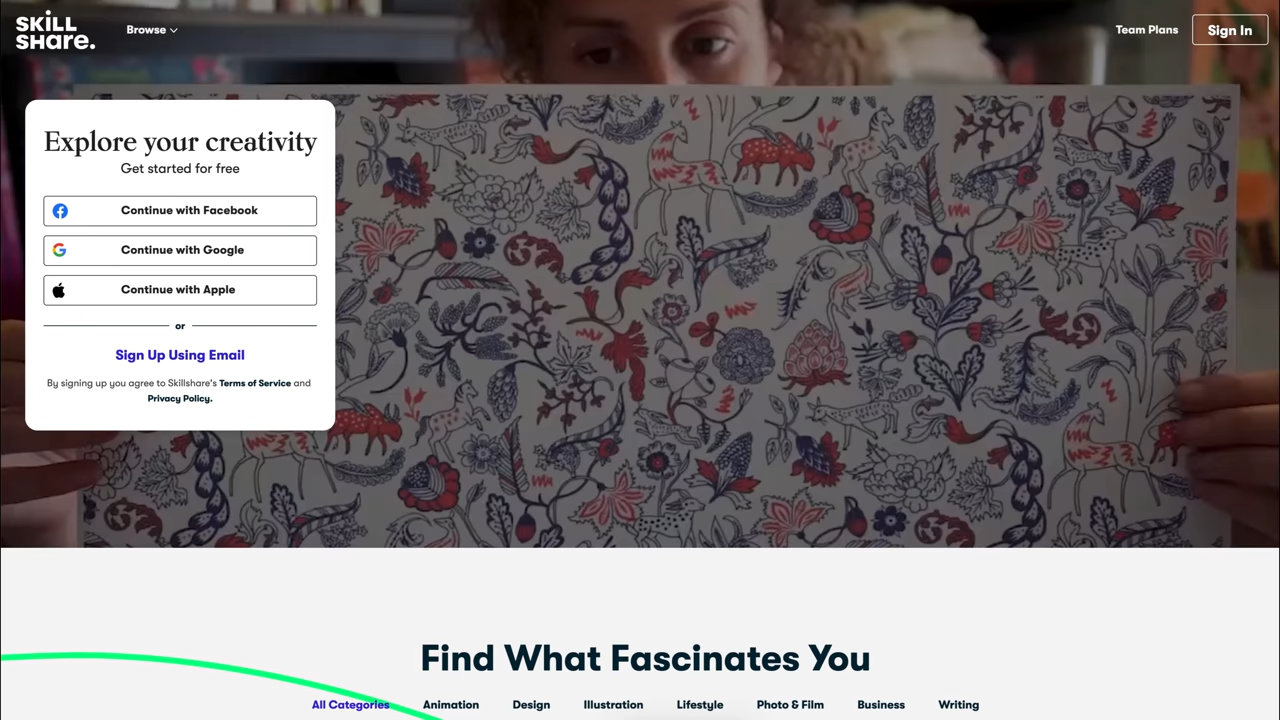 SKILL
SHARE.
Browse
Team Plans
Sign In
Explore your creativity
Get started for free
Continue with Facebook
Continue with Google
Continue with Apple
or
Sign Up Using Email
By signing up you agree to Skillshare's Terms of Service and
Privacy Policy.
Find What Fascinates You
All Categories Animation Design Illustration Lifestyle Photo & Film Business Writing